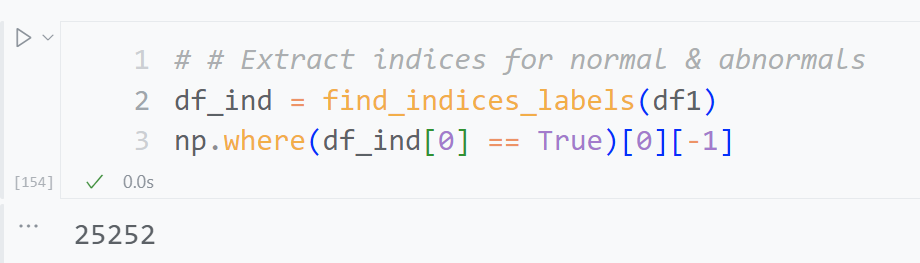 1 # # Extract indices for normal & abnormals
2 df_ind = find_indices_labels(df1)
3 np.where(df_ind[0] == True)[0][-1]
[154] 0.0s
... 25252